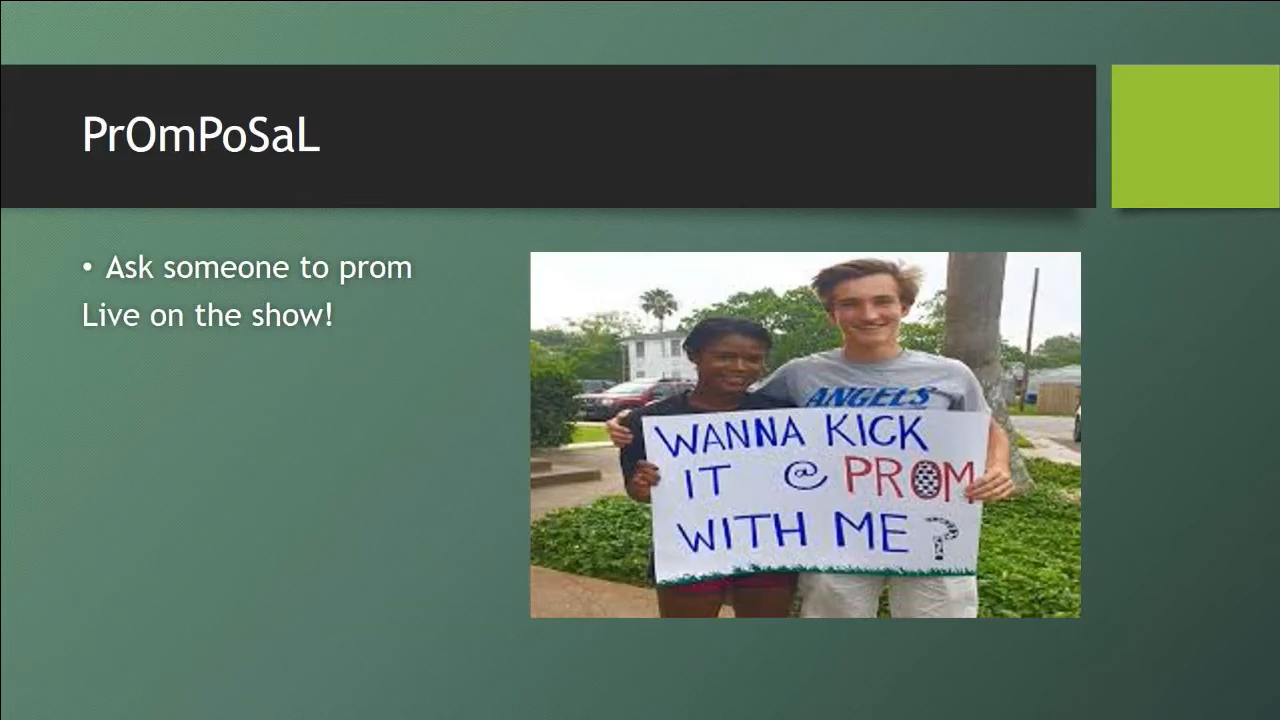 PrOmPoSaL
• Ask someone to prom
Live on the show!
ANGELS
WANNA KICK
IT @ PROM
WITH ME?